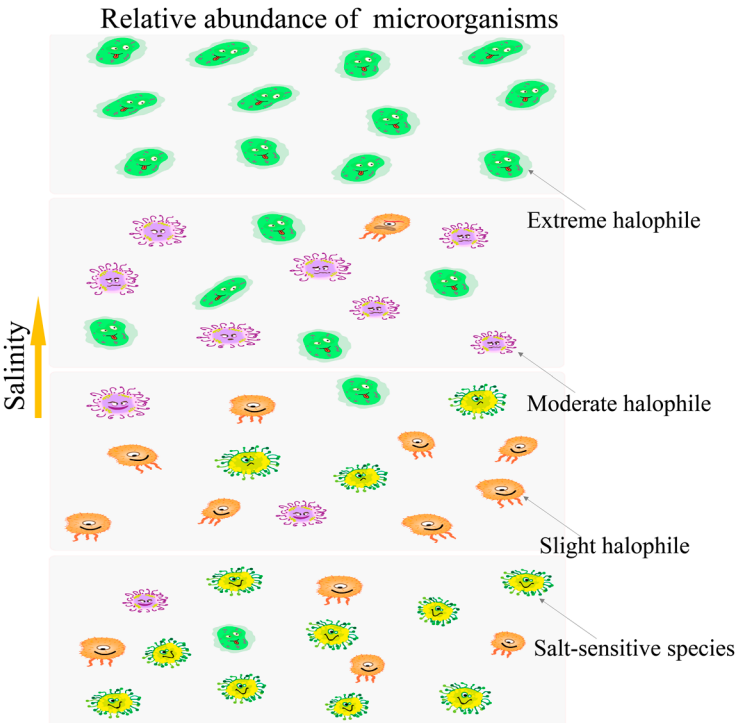 Relative abundance of microorganisms
Extreme halophile
Salinity
Moderate halophile
Slight halophile
Salt-sensitive species